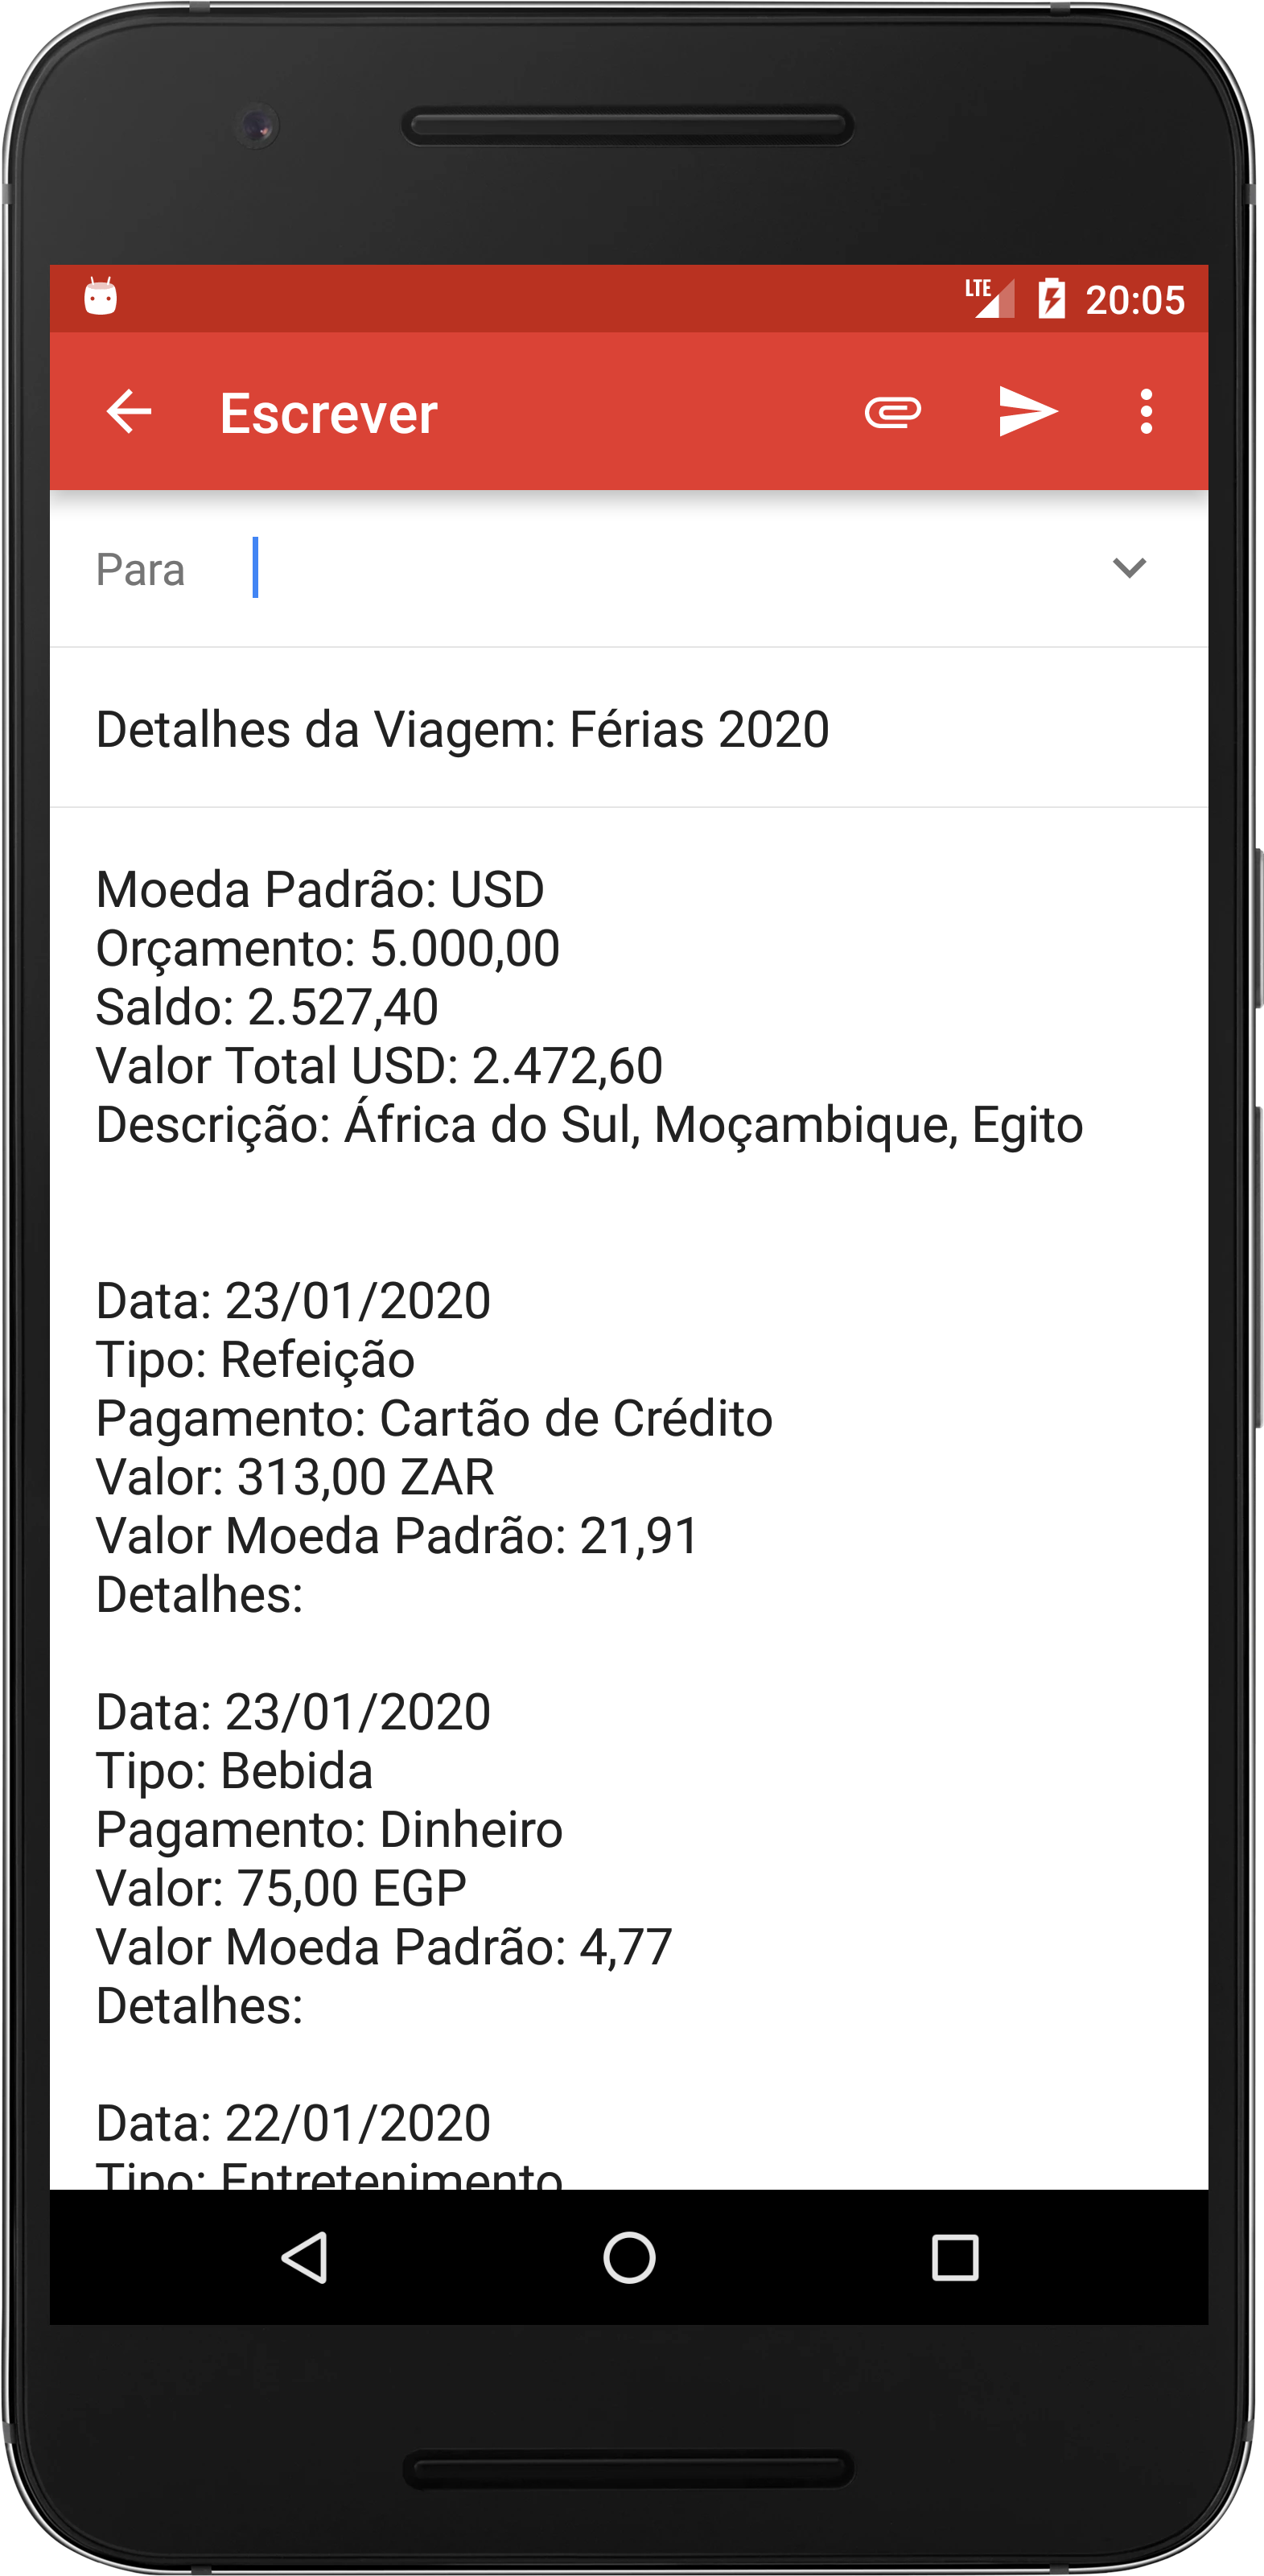 LTE 20:05
Escrever
Para
Detalhes da Viagem: Férias 2020
Moeda Padrão: USD
Orçamento: 5.000,00
Saldo: 2.527,40
Valor Total USD: 2.472,60
Descrição: África do Sul, Moçambique, Egito
Data: 23/01/2020
Tipo: Refeição
Pagamento: Cartão de Crédito
Valor: 313,00 ZAR
Valor Moeda Padrão: 21,91
Detalhes:
Data: 23/01/2020
Tipo: Bebida
Pagamento: Dinheiro
Valor: 75,00 EGP
Valor Moeda Padrão: 4,77
Detalhes:
Data: 22/01/2020
Tipo: Entretenimento